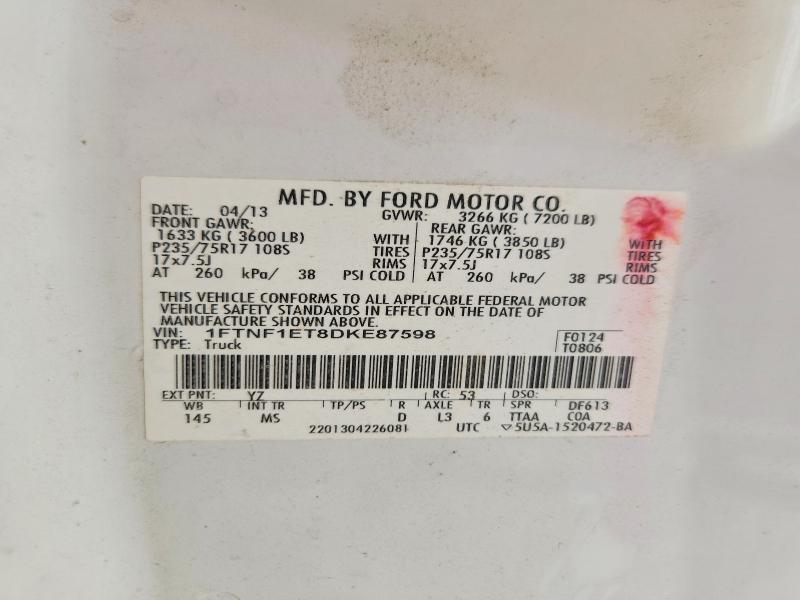 MFD. BY FORD MOTOR CO.
DATE: 04/13 GVWR: 3266 KG ( 7200 LB)
FRONT GAWR: REAR GAWR:
1633 KG ( 3600 LB) WITH 1746 KG ( 3850 LB) WITH
P235/75R17 108S TIRES P235/75R17 108S TIRES
17x7.5J RIMS 17x7.5J RIMS
AT 260 kPa/ 38 PSI COLD AT 260 kPa/ 38 PSI COLD
THIS VEHICLE CONFORMS TO ALL APPLICABLE FEDERAL MOTOR
VEHICLE SAFETY STANDARDS IN EFFECT ON THE DATE OF
MANUFACTURE SHOWN ABOVE.
VIN: 1FTNF1ET8DKE87598 F0124
TYPE: Truck T0806
EXT PNT: YZ RC: 53 DSO:
WB INT TR TP/PS R AXLE TR SPR DF613
145 MS D L3 6 TTAA C0A
2201304226081 UTC ▽5U5A-1520472-BA